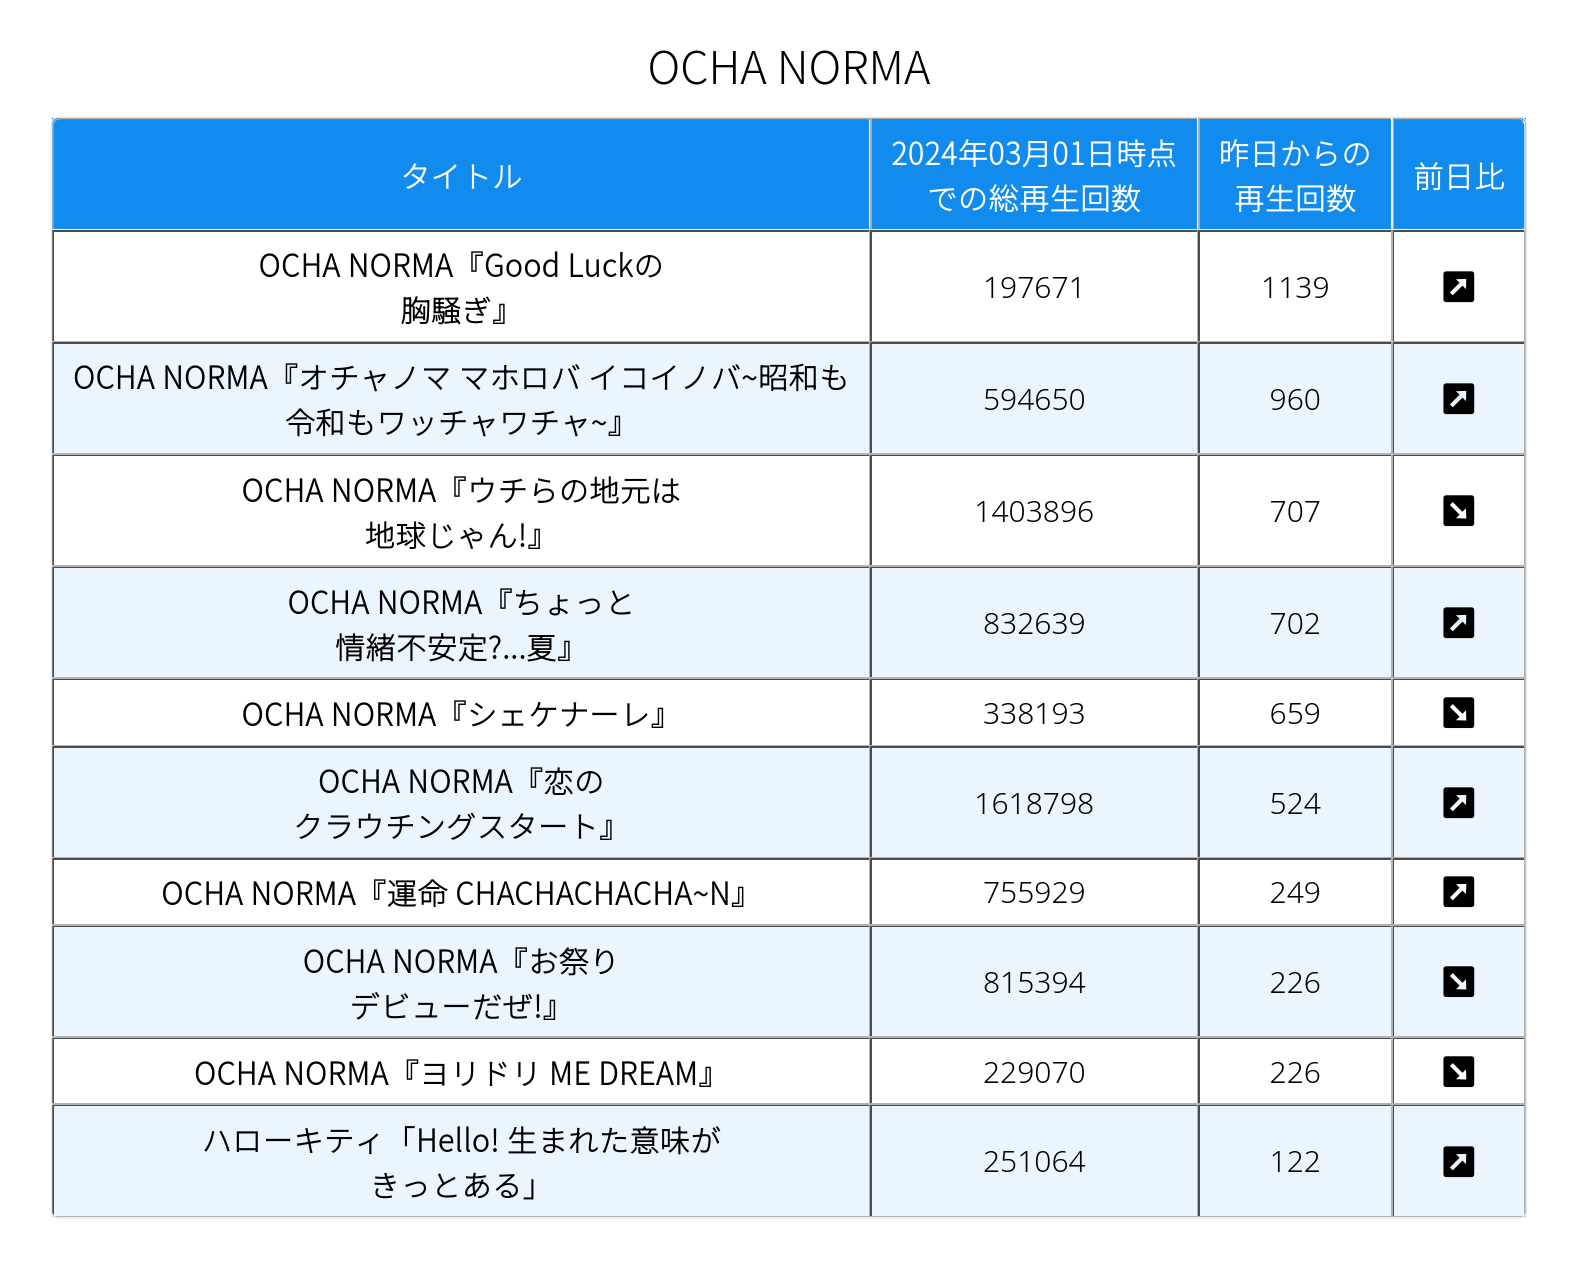 OCHA NORMA
タイトル
2024年03月01日時点
での総再生回数
昨日からの
再生回数
前日比
OCHA NORMA『Good Luckの
胸騒ぎ』
197671
1139
OCHA NORMA『オチャノマ マホロバ イコイノバ~昭和も
令和もワッチャワチャ~』
594650
960
OCHA NORMA『ウチらの地元は
地球じゃん!』
1403896
707
OCHA NORMA『ちょっと
情緒不安定?...夏』
832639
702
OCHA NORMA『シェケナーレ』
338193
659
OCHA NORMA『恋の
クラウチングスタート』
1618798
524
OCHA NORMA『運命 CHACHACHACHA~N』
755929
249
OCHA NORMA『お祭り
デビューだぜ!』
815394
226
OCHA NORMA『ヨリドリ ME DREAM』
229070
226
ハローキティ「Hello! 生まれた意味が
きっとある」
251064
122